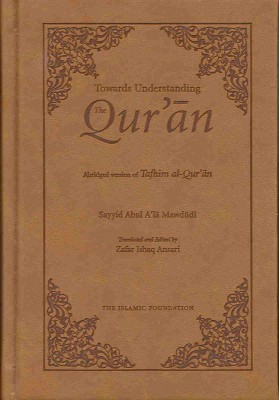 Towards Understanding
The
Qur'ān
Abridged version of Tafhīm al-Qur'ān
Sayyid Abul A'lā Mawdūdī
Translated and Edited by
Zafar Ishaq Ansari
THE ISLAMIC FOUNDATION